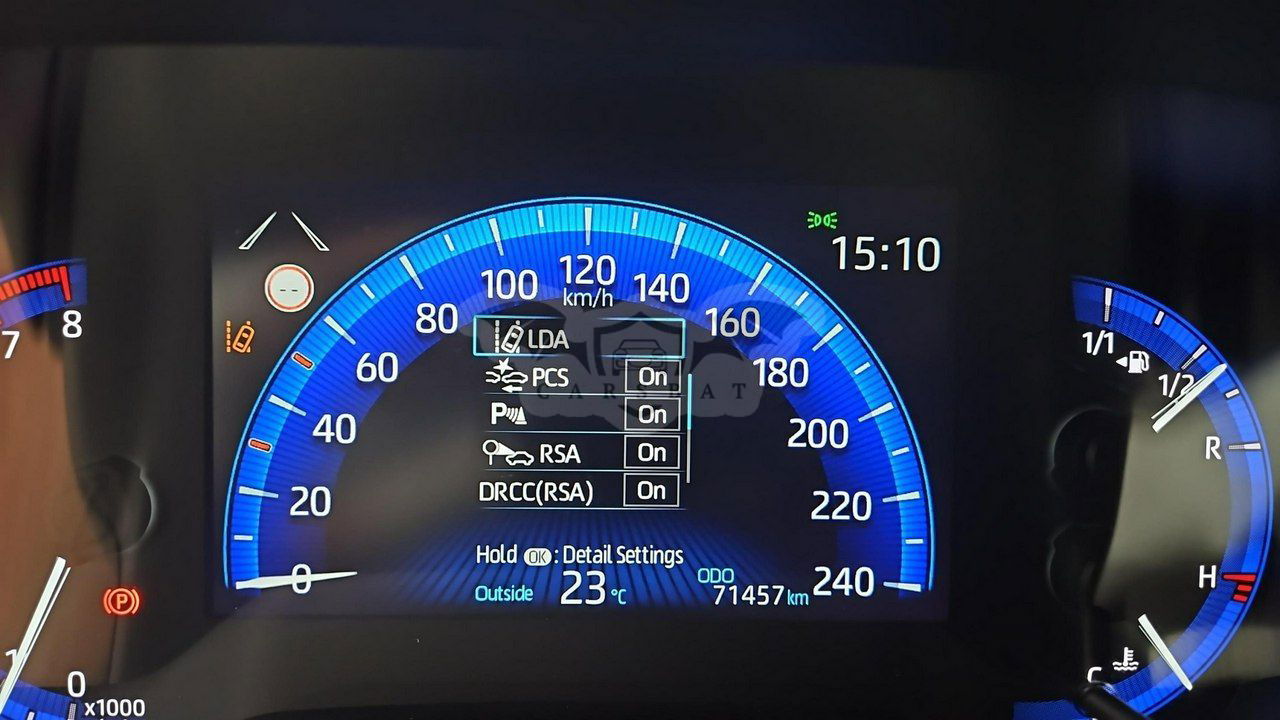 15:10
120
100
140
km/h
80
160
60
180
40
200
20
220
0
240
LDA
PCS On
P On
RSA On
DRCC(RSA) On
Hold OK : Detail Settings
Outside 23 °C
ODO
71457 km
CARSBAT
7
8
P
1
0
x1000
1/1
1/2
R
H
C